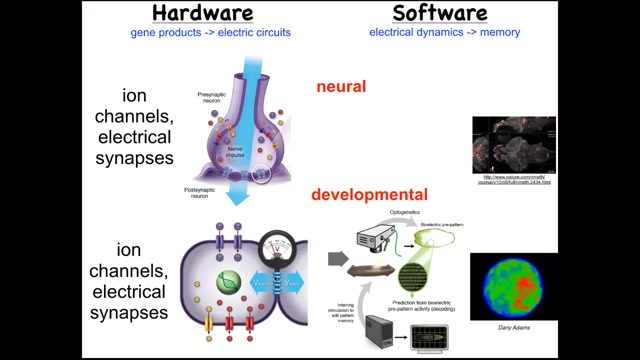 Hardware
gene products -> electric circuits
Software
electrical dynamics -> memory
ion
channels,
electrical
synapses
Presynaptic
neuron
Nerve
impulse
Postsynaptic
neuron
neural
http://www.nature.com/nmeth/
journal/v10/n5/full/nmeth.2434.html
developmental
ion
channels,
electrical
synapses
Optogenetics
Bioelectric pre-pattern
Prediction from bioelectric
pre-pattern activity (decoding)
Inferring
stimulation to
edit pattern
memory
Dany Adams